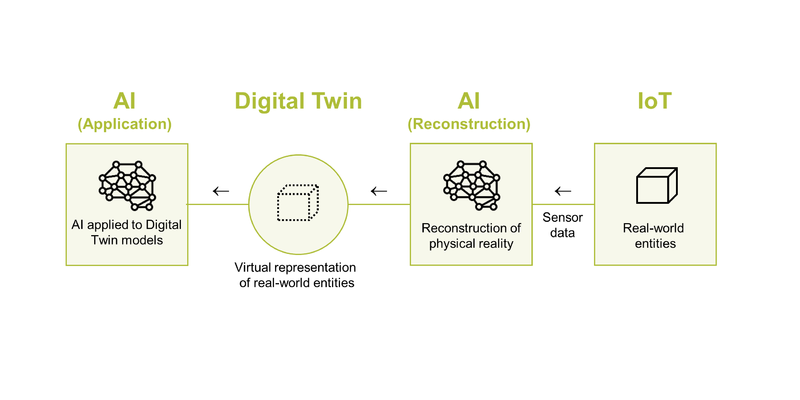 AI
(Application)
Digital Twin
AI
(Reconstruction)
IoT
AI applied to Digital
Twin models
Virtual representation
of real-world entities
Reconstruction of
physical reality
Sensor
data
Real-world
entities